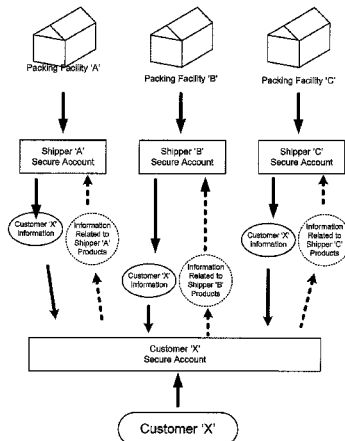 Packing Facility 'A'
Packing Facility 'B'
Packing Facility 'C'
Shipper 'A'
Secure Account
Shipper 'B'
Secure Account
Shipper 'C'
Secure Account
Customer 'X'
Information
Information
Related to
Shipper 'A'
Products
Customer 'X'
Information
Information
Related to
Shipper 'B'
Products
Customer 'X'
Information
Information
Related to
Shipper 'C'
Products
Customer 'X'
Secure Account
Customer 'X'